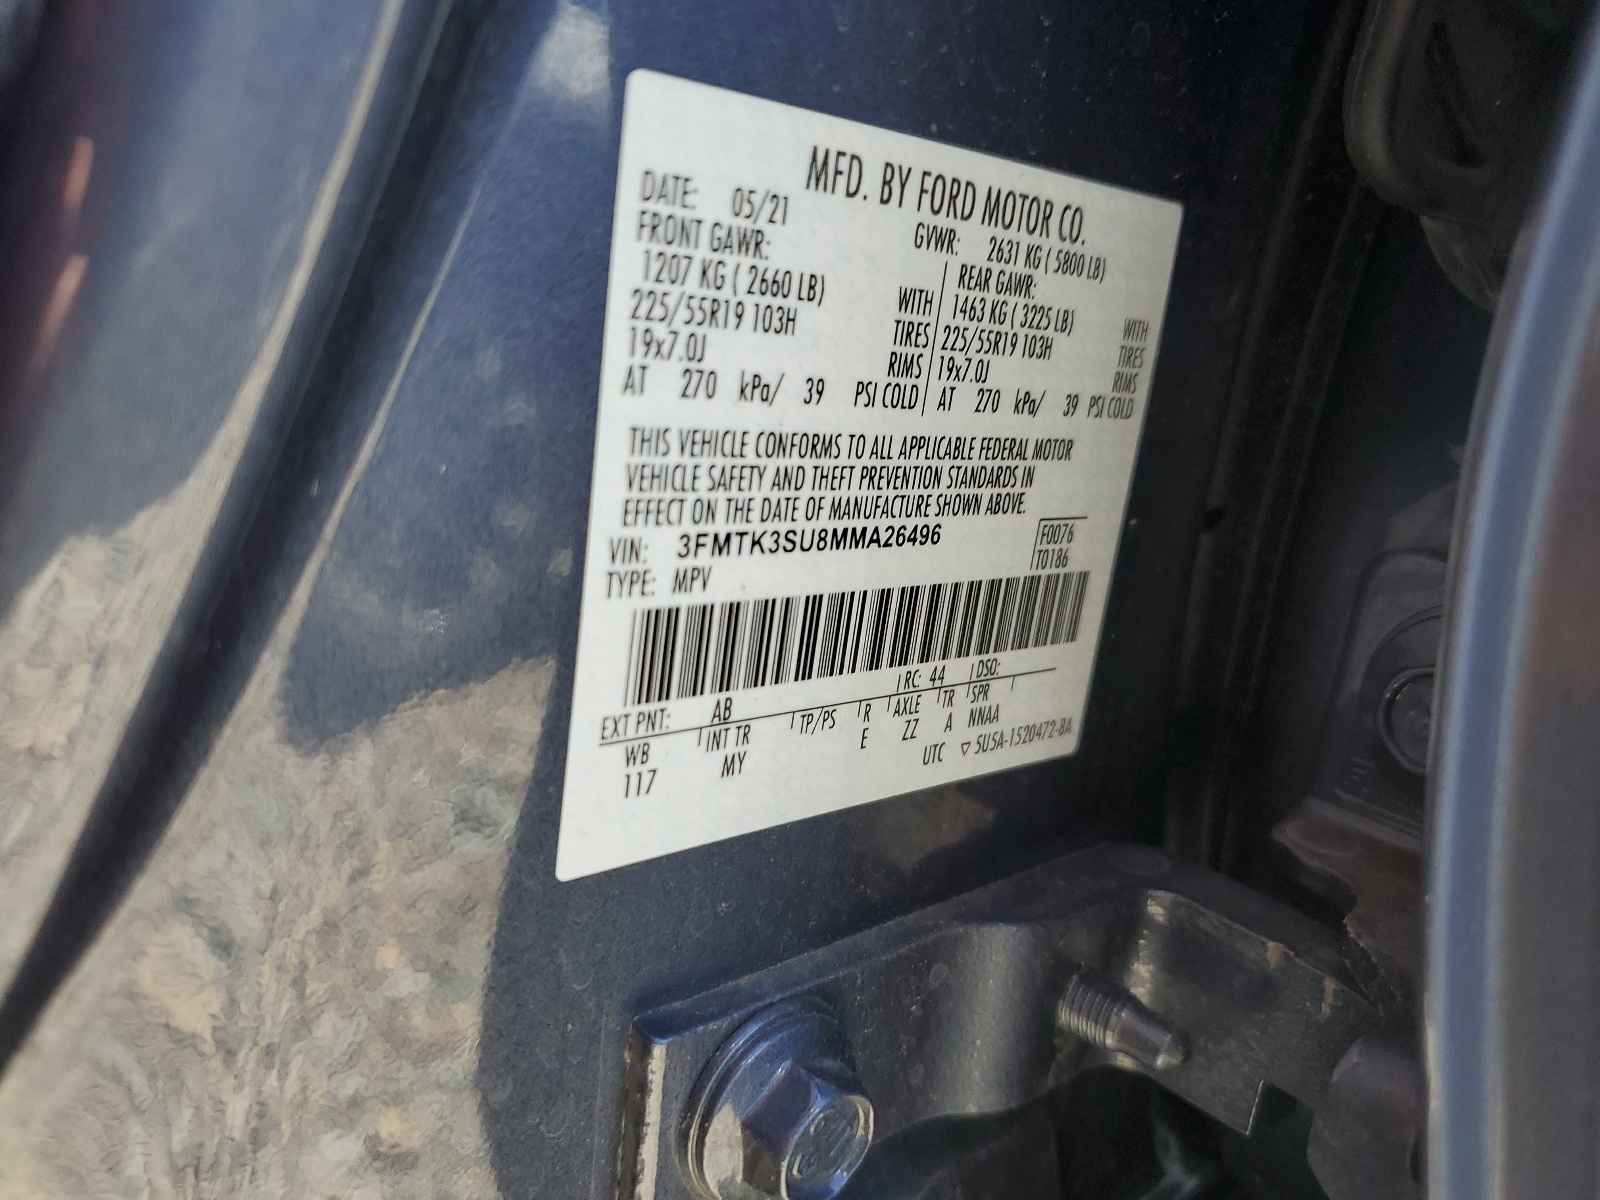 MFD. BY FORD MOTOR CO.
DATE: 05/21 GVWR: 2631 KG ( 5800 LB)
FRONT GAWR: REAR GAWR:
1207 KG ( 2660 LB) WITH 1463 KG ( 3225 LB) WITH
225/55R19 103H TIRES 225/55R19 103H TIRES
19x7.0J RIMS 19x7.0J RIMS
AT 270 kPa/ 39 PSI COLD AT 270 kPa/ 39 PSI COLD
THIS VEHICLE CONFORMS TO ALL APPLICABLE FEDERAL MOTOR
VEHICLE SAFETY AND THEFT PREVENTION STANDARDS IN
EFFECT ON THE DATE OF MANUFACTURE SHOWN ABOVE.
VIN: 3FMTK3SU8MMA26496 F0076
TYPE: MPV T0186
EXT PNT: AB RC: 44 DSO:
WB INT TR TP/PS R AXLE TR SPR
117 MY E ZZ A NNAA
UTC ▽ 5U5A-1520472-BA